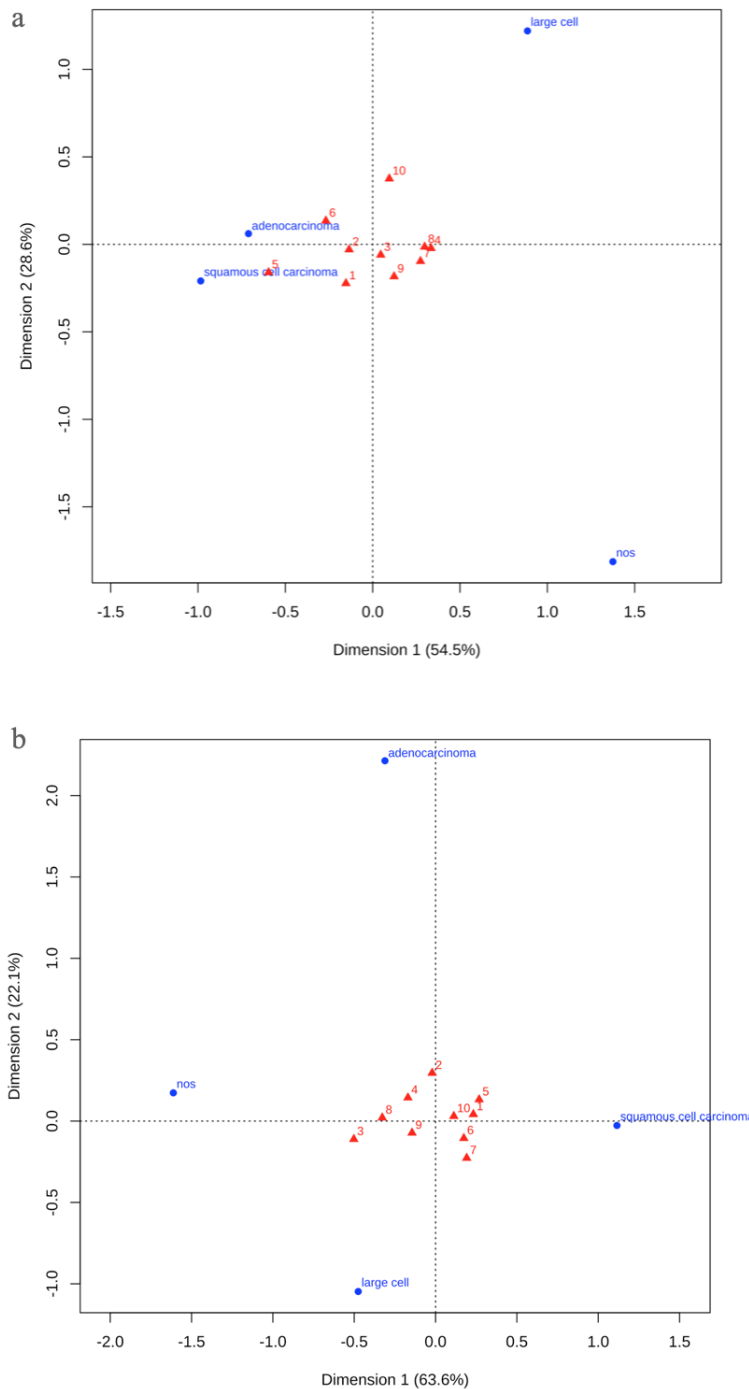 a
large cell
1.0
0.5
10
6
adenocarcinoma
2
84
3
7
0.0
5
squamous cell carcinoma
1
9
Dimension 2 (28.6%)
-0.5
-1.0
-1.5
nos
-1.5 -1.0 -0.5 0.0 0.5 1.0 1.5
Dimension 1 (54.5%)
b
adenocarcinoma
2.0
1.5
1.0
Dimension 2 (22.1%)
0.5
2
nos
4
5
8
10 1
squamous cell carcinoma
0.0
3
9
6
7
large cell
-1.0
-2.0 -1.5 -1.0 -0.5 0.0 0.5 1.0 1.5
Dimension 1 (63.6%)